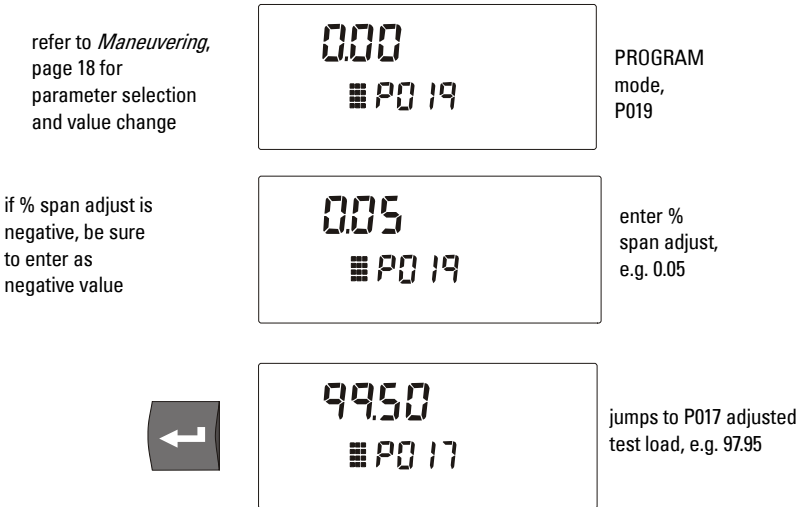 refer to Maneuvering,
page 18 for
parameter selection
and value change
0.00
P019
PROGRAM
mode,
P019
if % span adjust is
negative, be sure
to enter as
negative value
0.05
P019
enter %
span adjust,
e.g. 0.05
99.50
P017
jumps to P017 adjusted
test load, e.g. 97.95